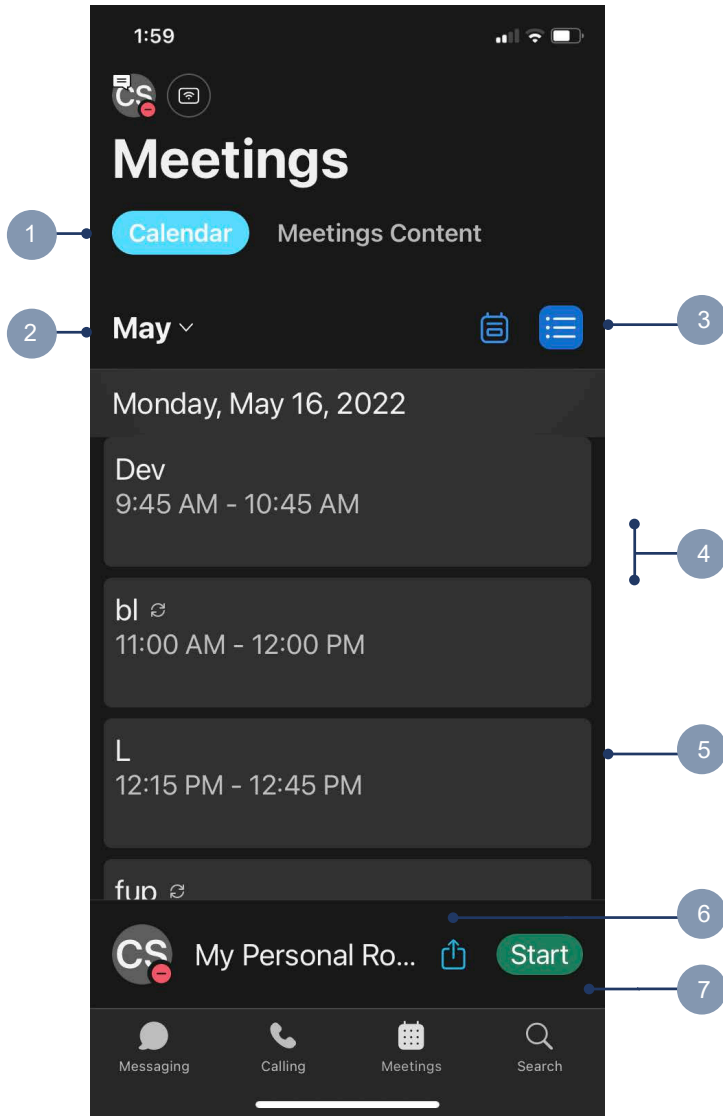 1:59
CS
Meetings
1
Calendar Meetings Content
2
May
3
Monday, May 16, 2022
Dev
9:45 AM - 10:45 AM
4
bl
11:00 AM - 12:00 PM
L
5
12:15 PM - 12:45 PM
fup
6
CS My Personal Ro... Start
7
Messaging Calling Meetings Search